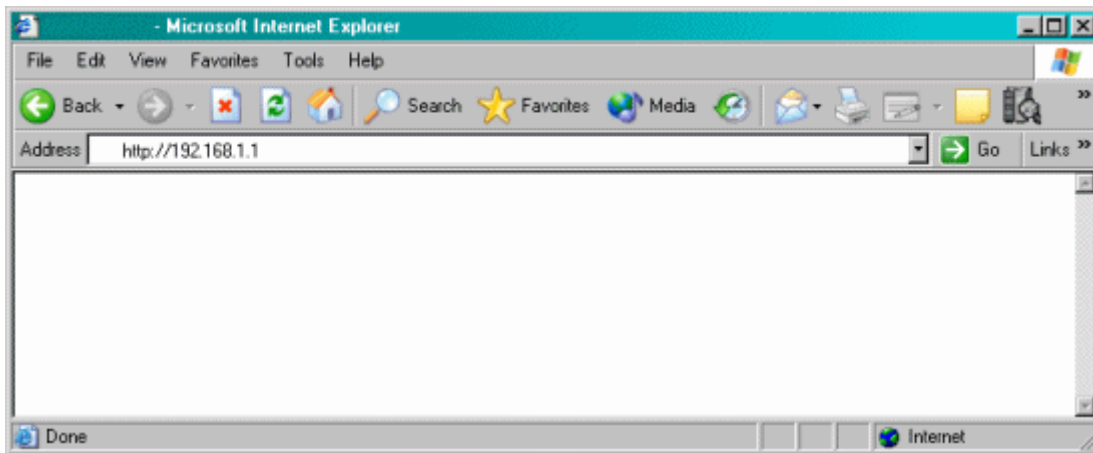 - Microsoft Internet Explorer
File Edit View Favorites Tools Help
Back Search Favorites Media »
Address http://192.168.1.1 Go Links »
Done Internet